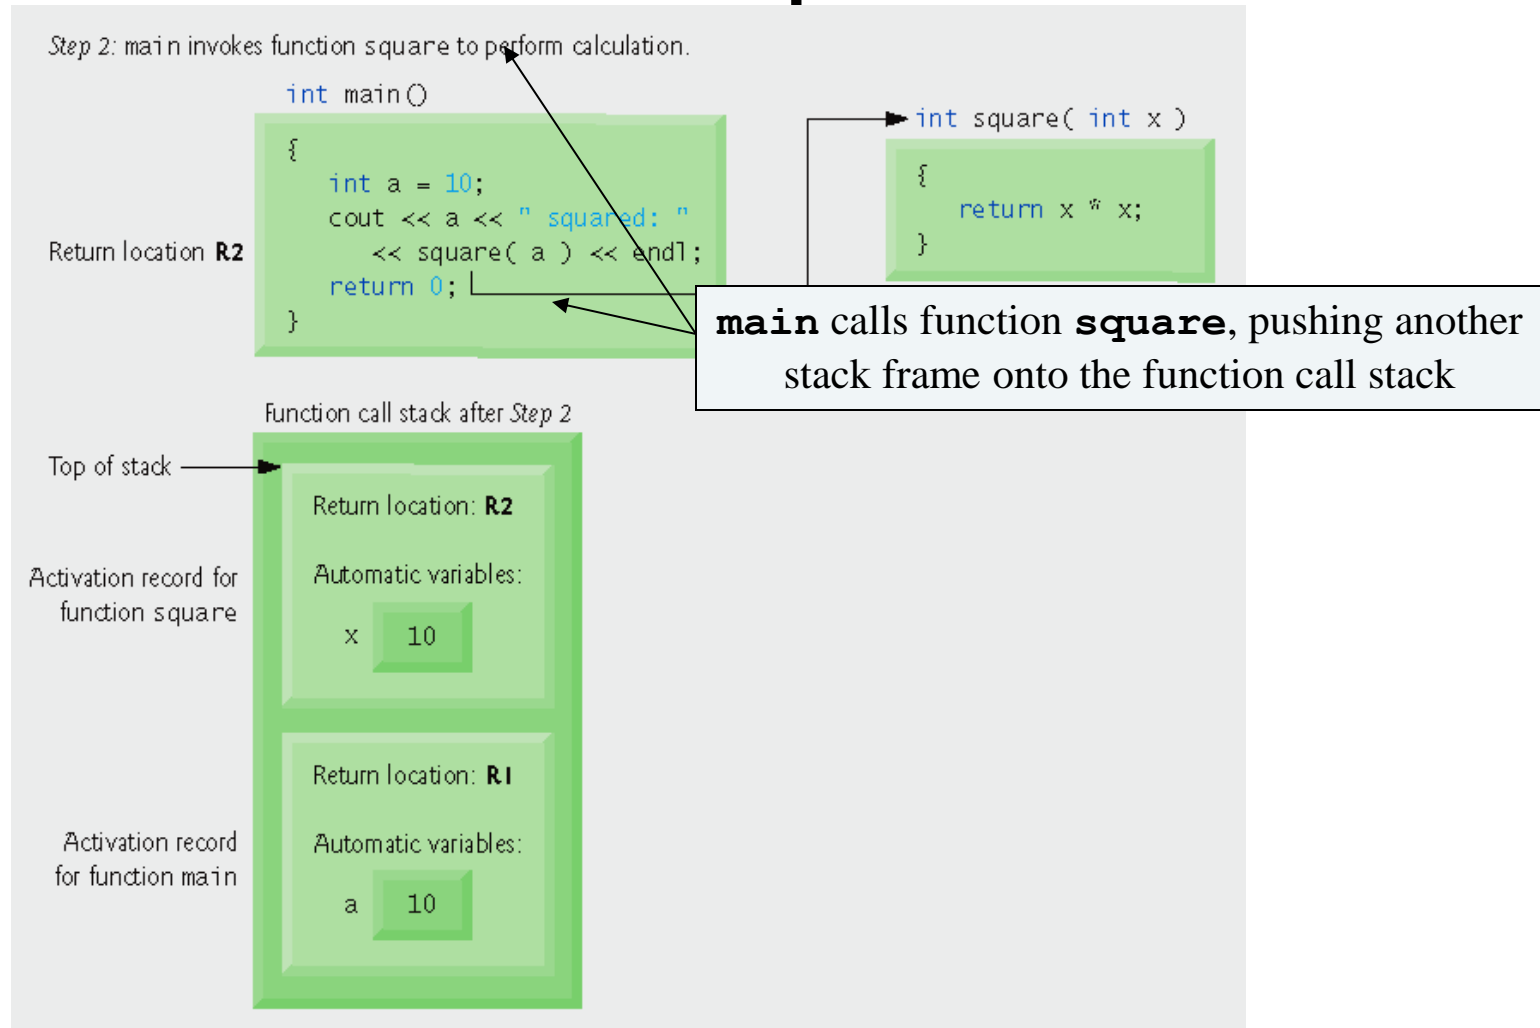 Step 2: main invokes function square to perform calculation.
int main()
{
int a = 10;
cout << a << " squared: "
<< square( a ) << endl;
return 0;
}
Return location R2
int square( int x )
{
return x * x;
}
main calls function square, pushing another
stack frame onto the function call stack
Function call stack after Step 2
Top of stack
Return location: R2
Activation record for
function square
Automatic variables:
x 10
Return location: R1
Activation record
for function main
Automatic variables:
a 10